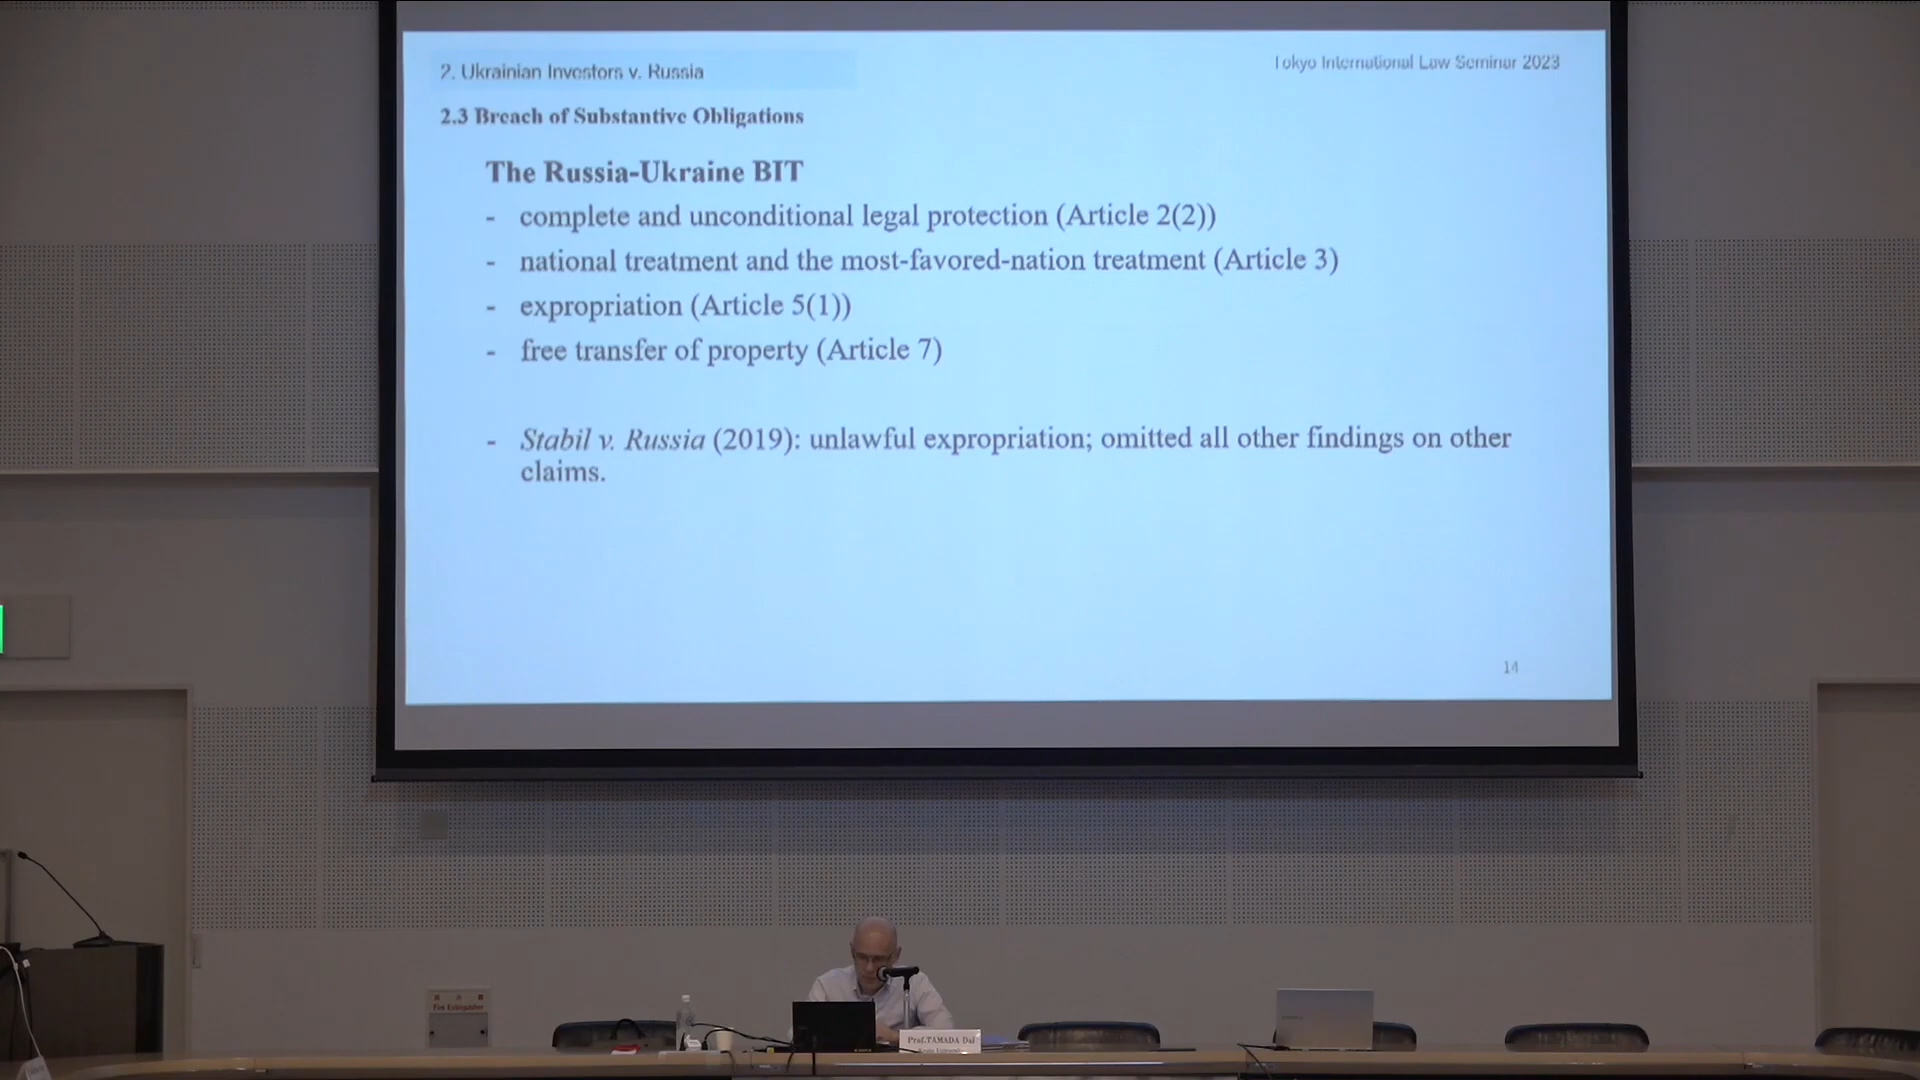 2. Ukrainian Investors v. Russia
Tokyo International Law Seminar 2023
2.3 Breach of Substantive Obligations
The Russia-Ukraine BIT
- complete and unconditional legal protection (Article 2(2))
- national treatment and the most-favored-nation treatment (Article 3)
- expropriation (Article 5(1))
- free transfer of property (Article 7)
- Stabil v. Russia (2019): unlawful expropriation; omitted all other findings on other
claims.
14
Fire Extinguisher
Prof.TAMADA Dai